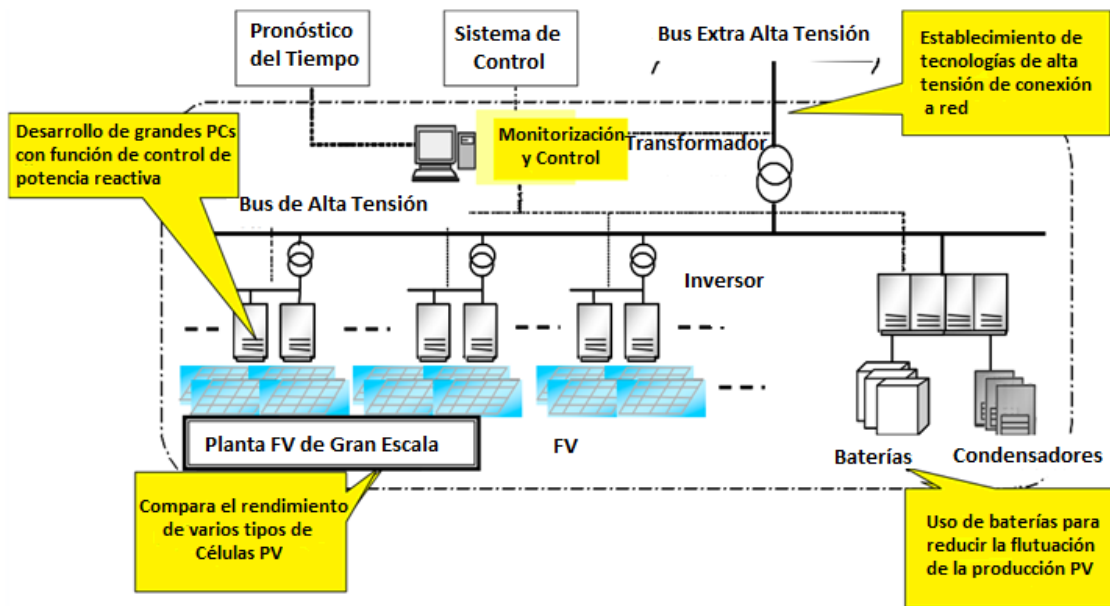 Pronóstico
del Tiempo
Sistema de
Control
Bus Extra Alta Tensión
Establecimiento de
tecnologías de alta
tensión de conexión
a red
Desarrollo de grandes PCs
con función de control de
potencia reactiva
Monitorización
y Control
Transformador
Bus de Alta Tensión
Inversor
Planta FV de Gran Escala
FV
Baterías
Condensadores
Compara el rendimiento
de varios tipos de
Células PV
Uso de baterías para
reducir la flutuación
de la producción PV